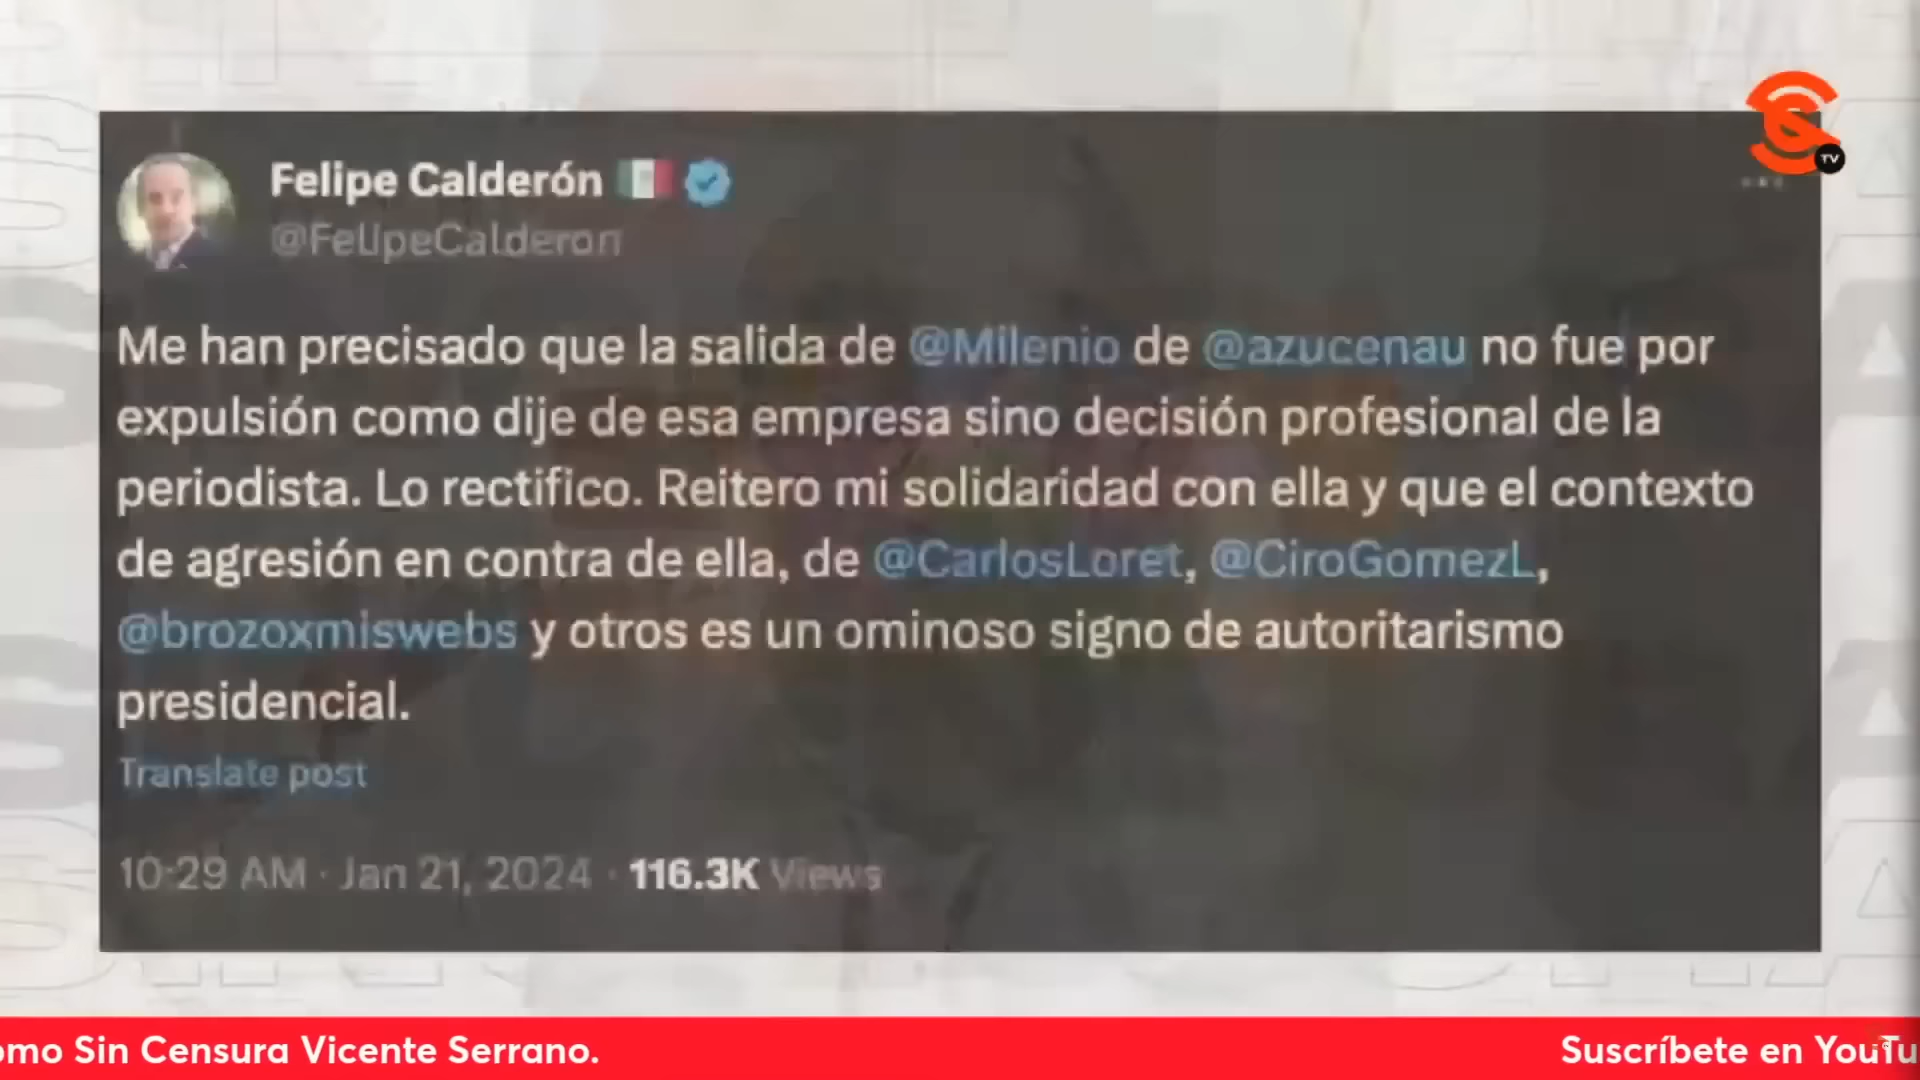 TV
Felipe Calderón
@FelipeCalderon
Me han precisado que la salida de @Milenio de @azucenau no fue por
expulsión como dije de esa empresa sino decisión profesional de la
periodista. Lo rectifico. Reitero mi solidaridad con ella y que el contexto
de agresión en contra de ella, de @CarlosLoret, @CiroGomezL,
@brozoxmiswebs y otros es un ominoso signo de autoritarismo
presidencial.
Translate post
10:29 AM · Jan 21, 2024 · 116.3K Views
omo Sin Censura Vicente Serrano. Suscríbete en YouTu